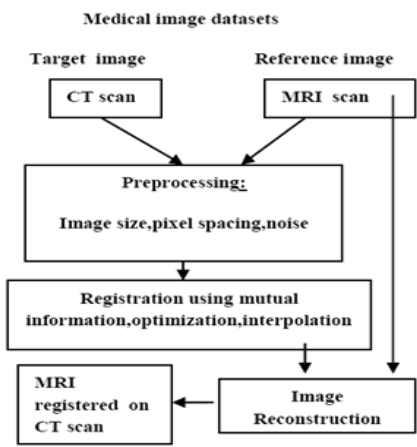 Medical image datasets
Target image
Reference image
CT scan
MRI scan
Preprocessing:
Image size,pixel spacing,noise
Registration using mutual
information,optimization,interpolation
MRI
registered on
CT scan
Image
Reconstruction